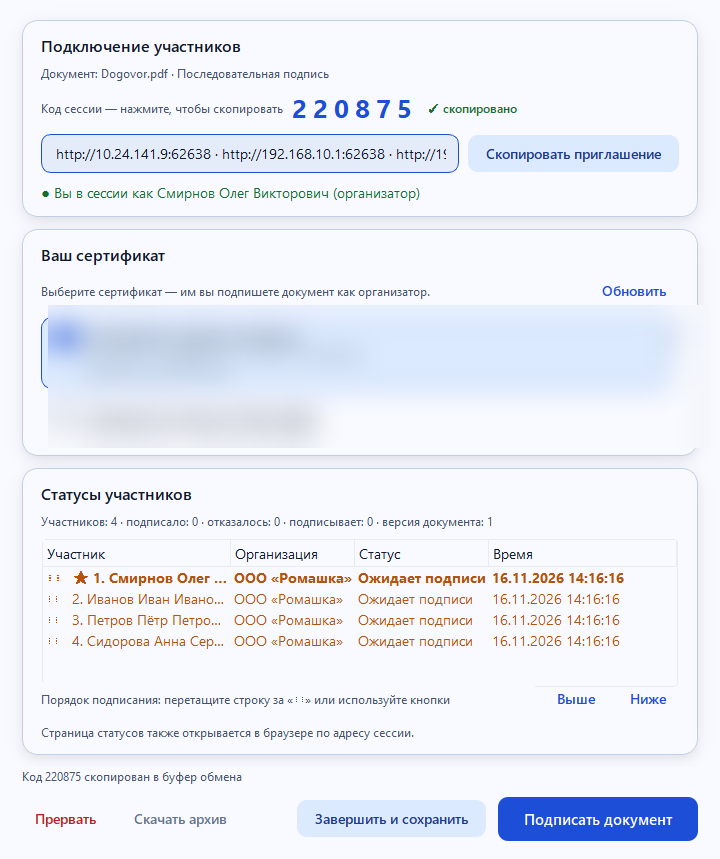 Подключение участников
Документ: Dogovor.pdf · Последовательная подпись
Код сессии — нажмите, чтобы скопировать 220875 ✓ скопировано
http://10.24.141.9:62638 · http://192.168.10.1:62638 · http://19 Скопировать приглашение
● Вы в сессии как Смирнов Олег Викторович (организатор)
Ваш сертификат
Выберите сертификат — им вы подпишете документ как организатор. Обновить
Статусы участников
Участников: 4 · подписало: 0 · отказалось: 0 · подписывает: 0 · версия документа: 1
Участник Организация Статус Время
⁝⁝ ★ 1. Смирнов Олег ... ООО «Ромашка» Ожидает подписи 16.11.2026 14:16:16
⁝⁝ 2. Иванов Иван Ивано... ООО «Ромашка» Ожидает подписи 16.11.2026 14:16:16
⁝⁝ 3. Петров Пётр Петро... ООО «Ромашка» Ожидает подписи 16.11.2026 14:16:16
⁝⁝ 4. Сидорова Анна Сер... ООО «Ромашка» Ожидает подписи 16.11.2026 14:16:16
Порядок подписания: перетащите строку за «⁝⁝» или используйте кнопки Выше Ниже
Страница статусов также открывается в браузере по адресу сессии.
Код 220875 скопирован в буфер обмена
Прервать Скачать архив Завершить и сохранить Подписать документ